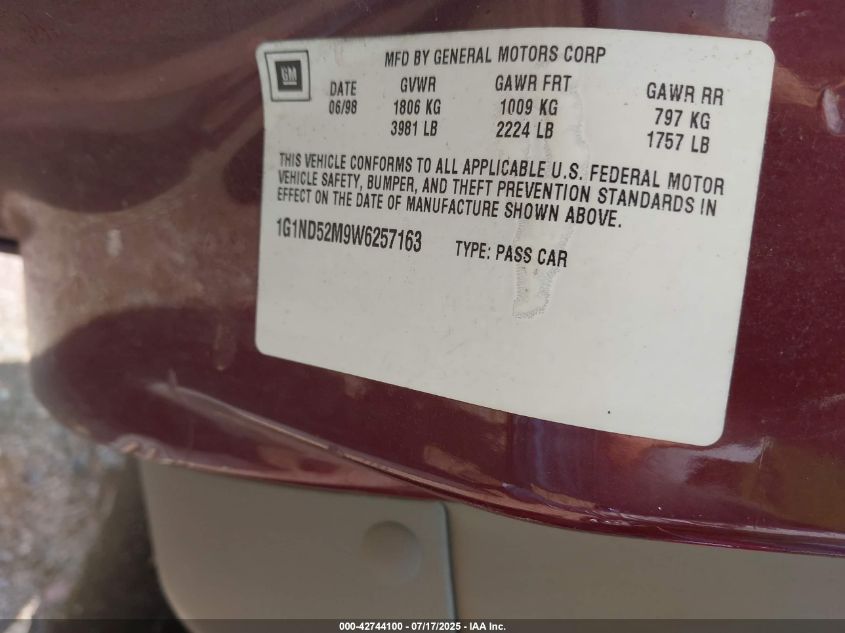 MFD BY GENERAL MOTORS CORP
GM
DATE GVWR GAWR FRT GAWR RR
06/98 1806 KG 1009 KG 797 KG
3981 LB 2224 LB 1757 LB
THIS VEHICLE CONFORMS TO ALL APPLICABLE U.S. FEDERAL MOTOR
VEHICLE SAFETY, BUMPER, AND THEFT PREVENTION STANDARDS IN
EFFECT ON THE DATE OF MANUFACTURE SHOWN ABOVE.
1G1ND52M9W6257163 TYPE: PASS CAR
000-42744100 - 07/17/2025 - IAA Inc.